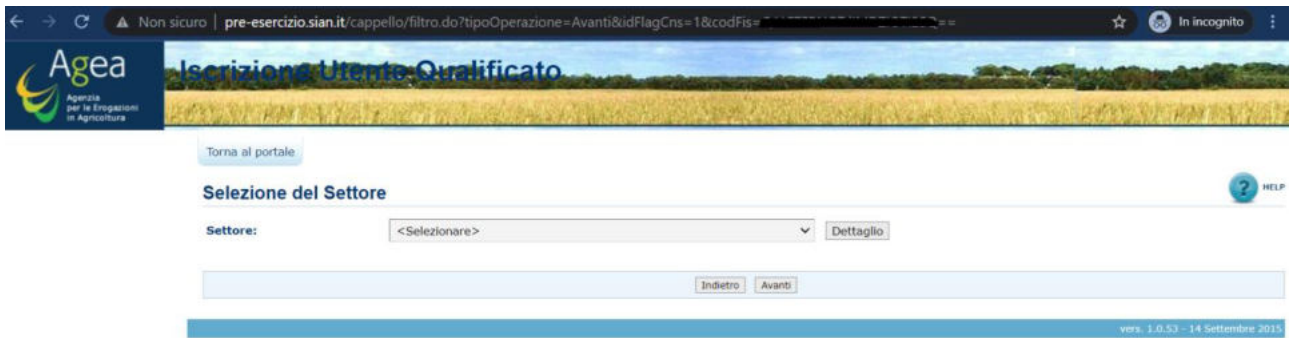 Non sicuro | pre-esercizio.sian.it/cappello/filtro.do?tipoOperazione=Avanti&idFlagCns=1&codFis= == In incognito
Agea
Agenzia
per le Erogazioni
in Agricoltura
Iscrizione Utente Qualificato
Torna al portale
Selezione del Settore
? HELP
Settore: <Selezionare> Dettaglio
Indietro Avanti
vers. 1.0.53 - 14 Settembre 2015